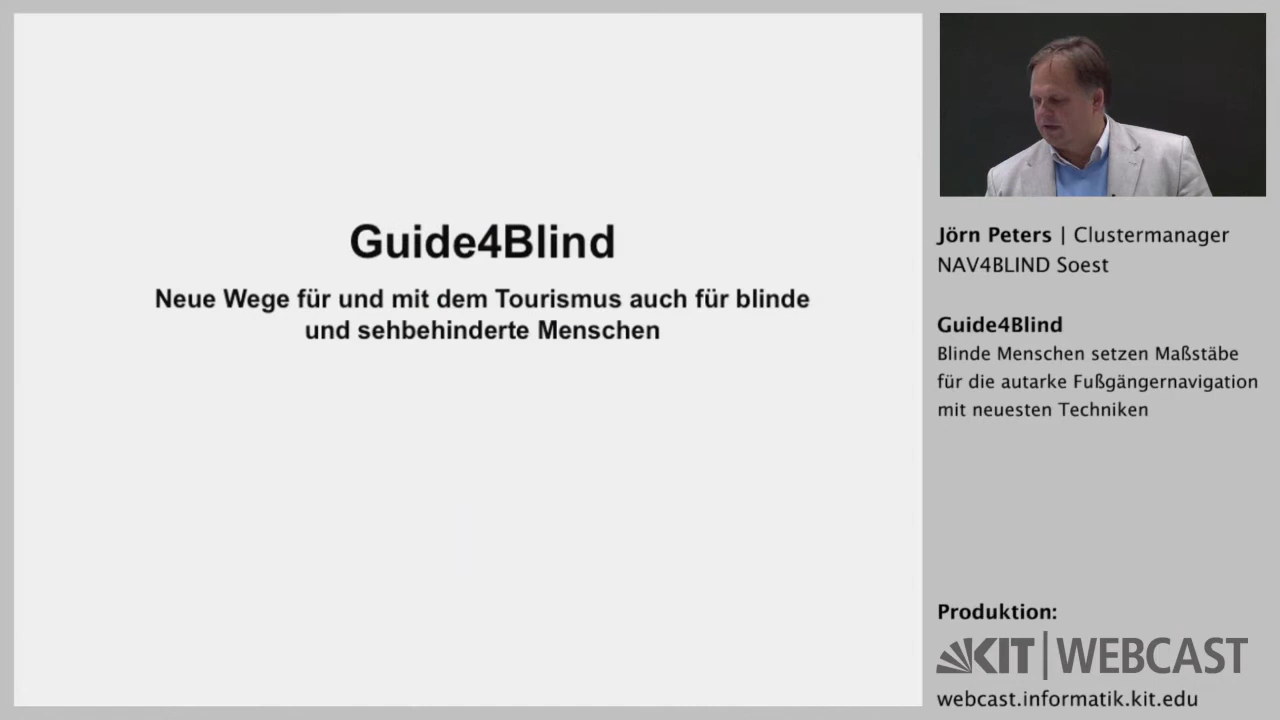 Guide4Blind
Neue Wege für und mit dem Tourismus auch für blinde
und sehbehinderte Menschen
Jörn Peters | Clustermanager
NAV4BLIND Soest
Guide4Blind
Blinde Menschen setzen Maßstäbe
für die autarke Fußgängernavigation
mit neuesten Techniken
Produktion:
KIT | WEBCAST
webcast.informatik.kit.edu